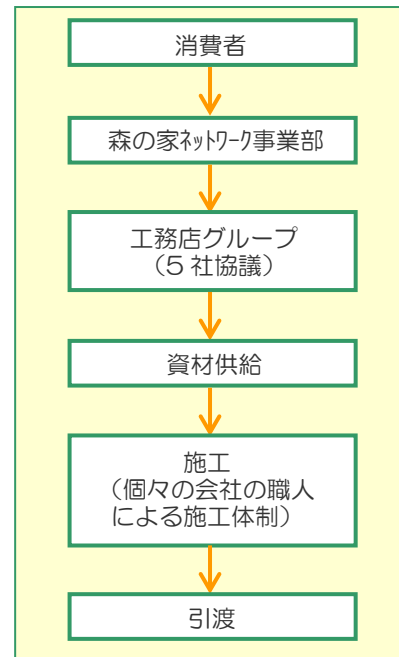 消費者
森の家ﾈｯﾄﾜｰｸ事業部
工務店グループ
（5 社協議）
資材供給
施工
（個々の会社の職人
による施工体制）
引渡